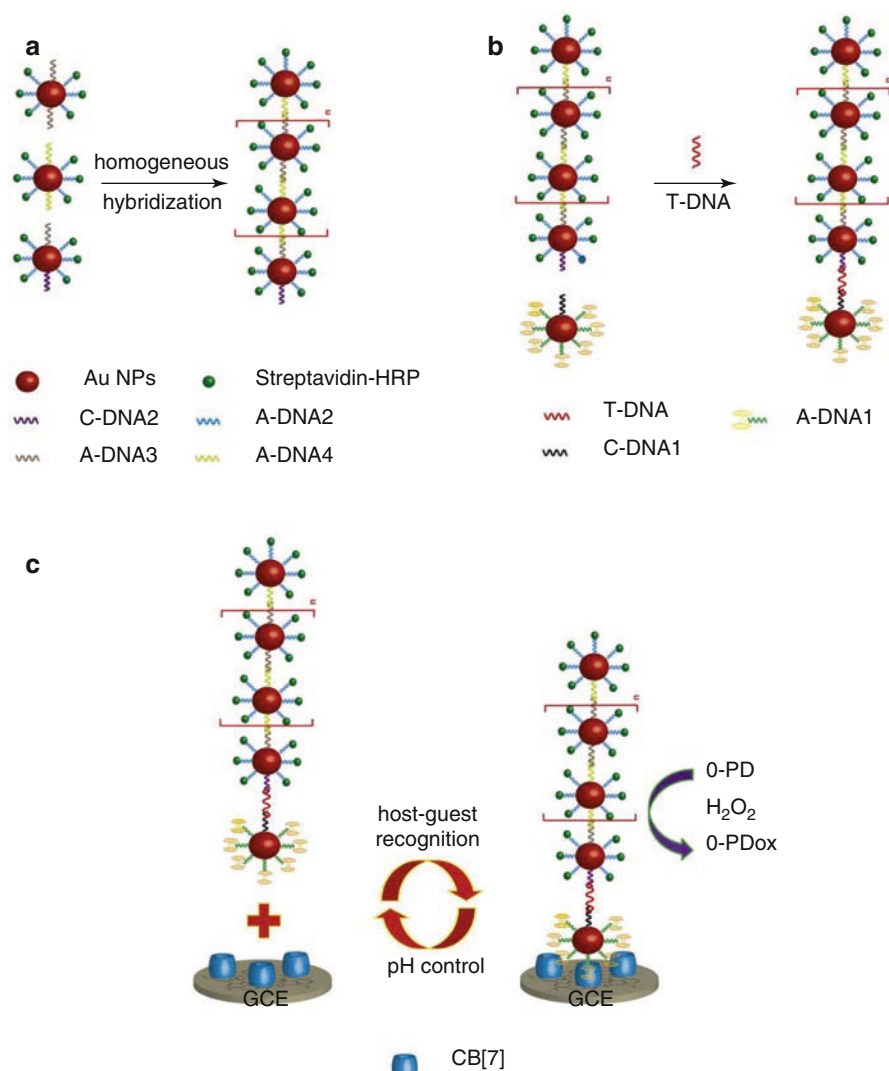 a
homogeneous
hybridization
n
Au NPs
Streptavidin-HRP
C-DNA2
A-DNA2
A-DNA3
A-DNA4
b
n
T-DNA
n
T-DNA
A-DNA1
C-DNA1
c
n
host-guest
recognition
pH control
GCE
n
0-PD
H₂O₂
0-PDox
GCE
CB[7]